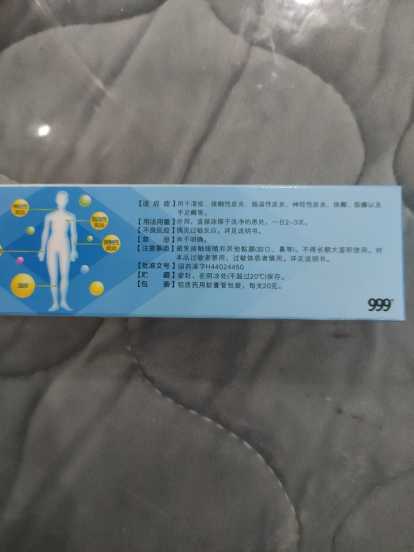 【适 应 症】用于湿疹、接触性皮炎、脂溢性皮炎、神经性皮炎、体癣、股癣以及
手足癣等。
【用法用量】外用。直接涂擦于洗净的患处,一日2~3次。
【不良反应】偶见过敏反应。详见说明书。
【禁 忌】尚不明确。
【注意事项】避免接触眼睛和其他黏膜(如口、鼻等)。不得长期大面积使用。对
本品过敏者禁用,过敏体质者慎用。详见说明书。
【批准文号】国药准字H44024450
【贮 藏】密封,在阴凉处(不超过20℃)保存。
【包 装】铝质药用软膏管包装,每支20克。
999